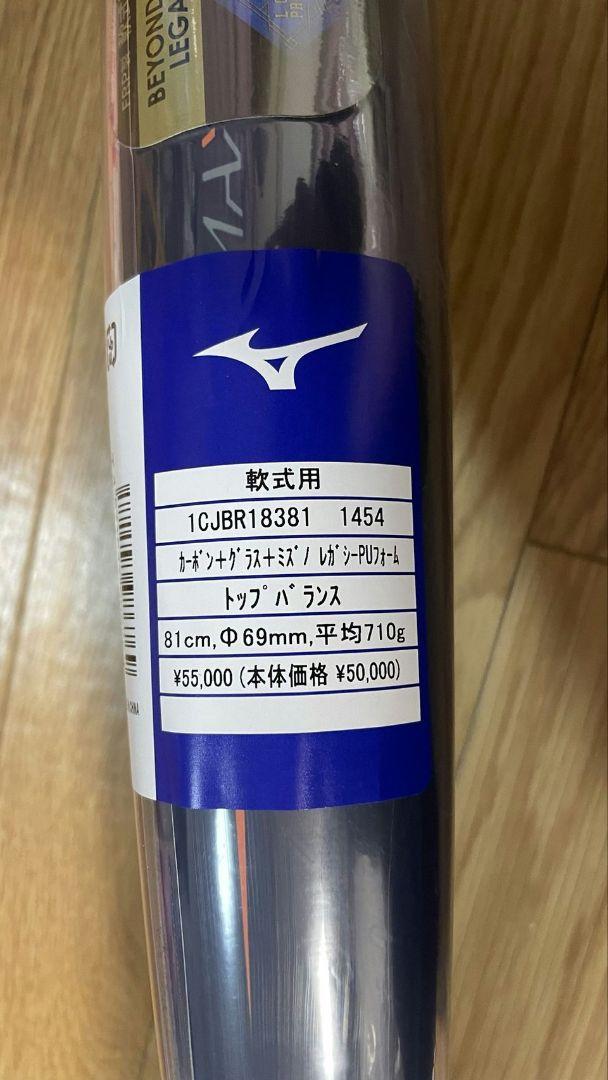 BEYOND
LEGA
MAX
軟式用
1CJBR18381 1454
カーボン+グラス+ミズノ レガシーPUフォーム
トップバランス
81cm,Φ69mm,平均710g
¥55,000(本体価格 ¥50,000)